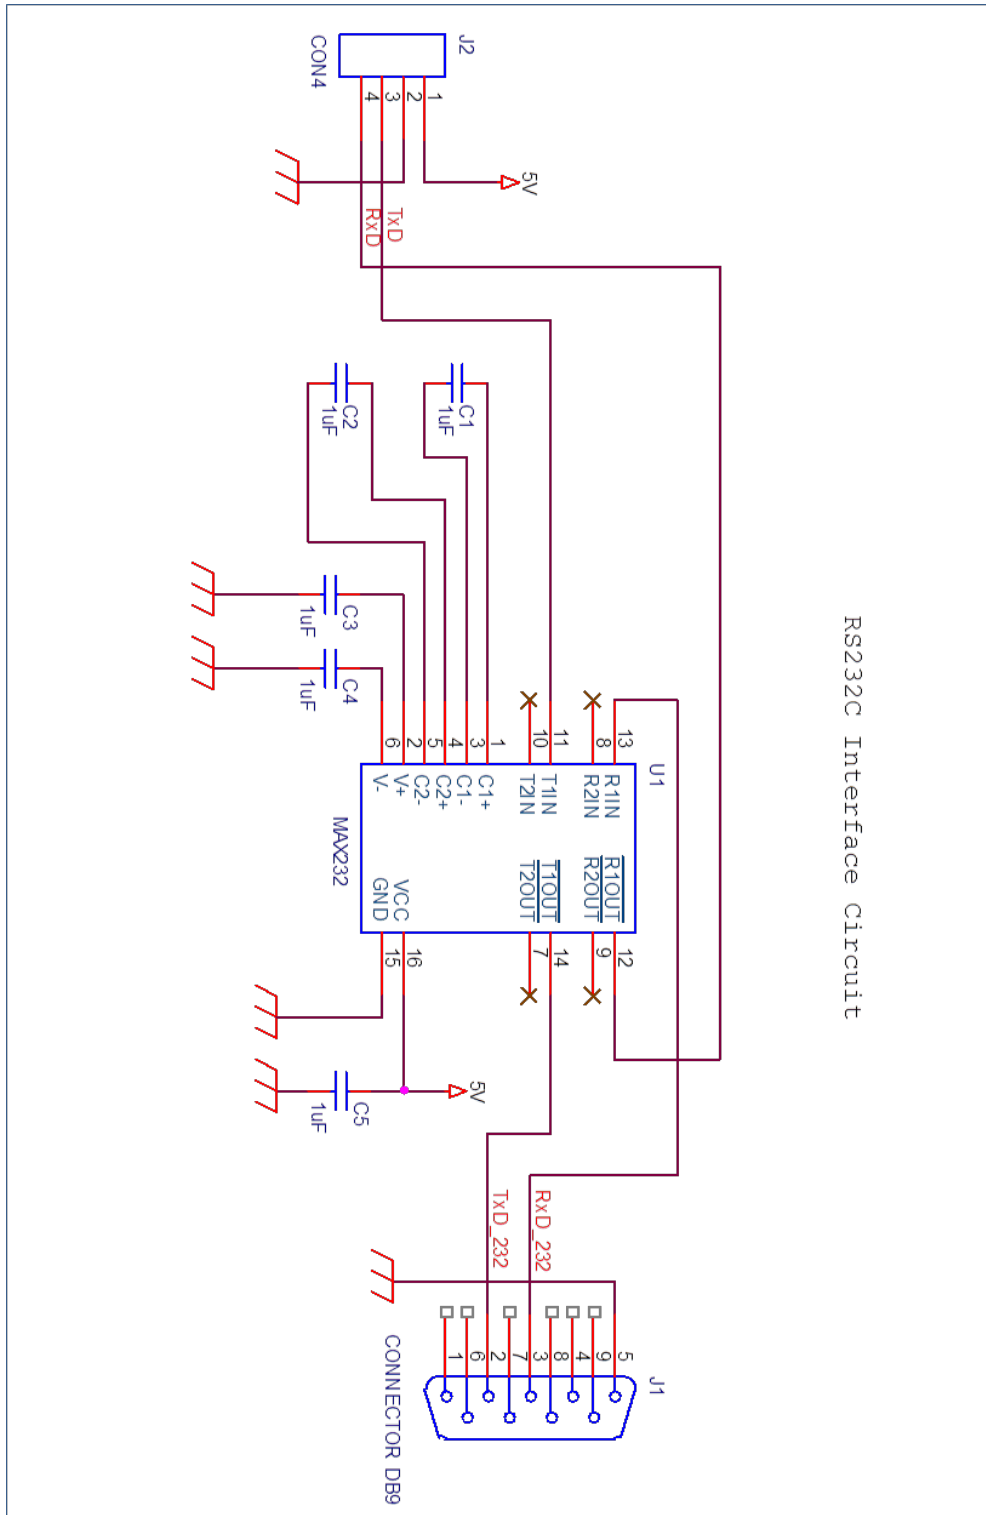 RS232C Interface Circuit
J2
CON4
1
2
3
4
5V
TxD
RxD
C1
1uF
C2
1uF
C3
1uF
C4
1uF
U1
MAX232
13
8
11
10
1
3
4
5
2
6
R1IN
R2IN
T1IN
T2IN
C1+
C1-
C2+
C2-
V+
V-
R1OUT
R2OUT
T1OUT
T2OUT
VCC
GND
12
9
14
7
16
15
5V
C5
1uF
RxD_232
TxD_232
5
9
4
8
3
7
2
6
1
J1
CONNECTOR DB9